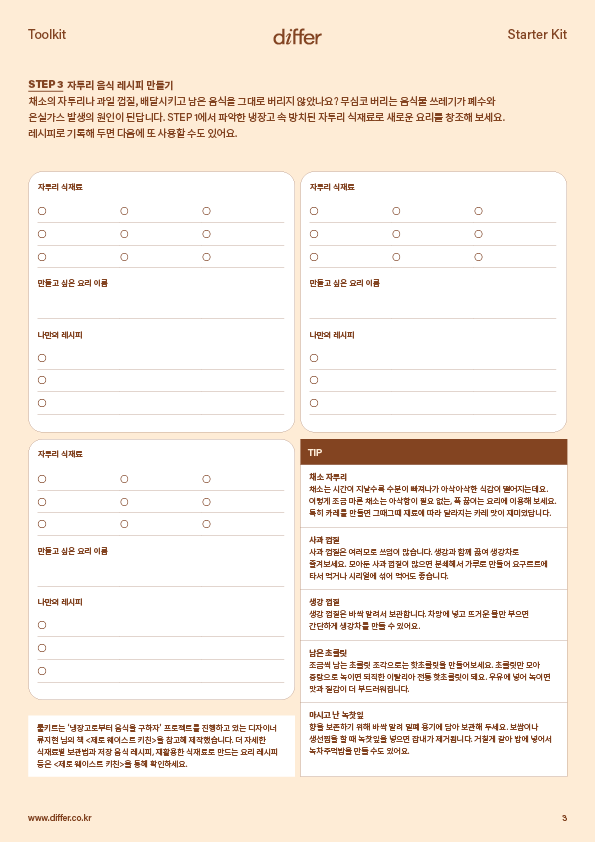 Toolkit
differ
Starter Kit
STEP 3 자투리 음식 레시피 만들기
채소의 자투리나 과일 껍질, 배달시키고 남은 음식을 그대로 버리지 않았나요? 무심코 버리는 음식물 쓰레기가 폐수와
온실가스 발생의 원인이 된답니다. STEP 1에서 파악한 냉장고 속 방치된 자투리 식재료로 새로운 요리를 창조해 보세요.
레시피로 기록해 두면 다음에 또 사용할 수도 있어요.
자투리 식재료
만들고 싶은 요리 이름
나만의 레시피
자투리 식재료
만들고 싶은 요리 이름
나만의 레시피
자투리 식재료
만들고 싶은 요리 이름
나만의 레시피
TIP
채소 자투리
채소는 시간이 지날수록 수분이 빠져나가 아삭아삭한 식감이 떨어지는데요.
이렇게 조금 마른 채소는 아삭함이 필요 없는, 푹 끓이는 요리에 이용해 보세요.
특히 카레를 만들면 그때그때 재료에 따라 달라지는 카레 맛이 재미있답니다.
사과 껍질
사과 껍질은 여러모로 쓰임이 많습니다. 생강과 함께 끓여 생강차로
즐겨보세요. 모아둔 사과 껍질이 많으면 분쇄해서 가루로 만들어 요구르트에
타서 먹거나 시리얼에 섞어 먹어도 좋습니다.
생강 껍질
생강 껍질은 바싹 말려서 보관합니다. 차망에 넣고 뜨거운 물만 부으면
간단하게 생강차를 만들 수 있어요.
남은 초콜릿
조금씩 남는 초콜릿 조각으로는 핫초콜릿을 만들어보세요. 초콜릿만 모아
중탕으로 녹이면 되직한 이탈리아 전통 핫초콜릿이 돼요. 우유에 넣어 녹이면
맛과 질감이 더 부드러워집니다.
마시고 난 녹찻잎
향을 보존하기 위해 바싹 말려 밀폐 용기에 담아 보관해 두세요. 보쌈이나
생선찜을 할 때 녹찻잎을 넣으면 잡내가 제거됩니다. 거칠게 갈아 밥에 넣어서
녹차주먹밥을 만들 수도 있어요.
툴키트는 '냉장고로부터 음식을 구하자' 프로젝트를 진행하고 있는 디자이너
류지현 님의 책 <제로 웨이스트 키친>을 참고해 제작했습니다. 더 자세한
식재료별 보관법과 저장 음식 레시피, 재활용한 식재료로 만드는 요리 레시피
등은 <제로 웨이스트 키친>을 통해 확인하세요.
www.differ.co.kr
3